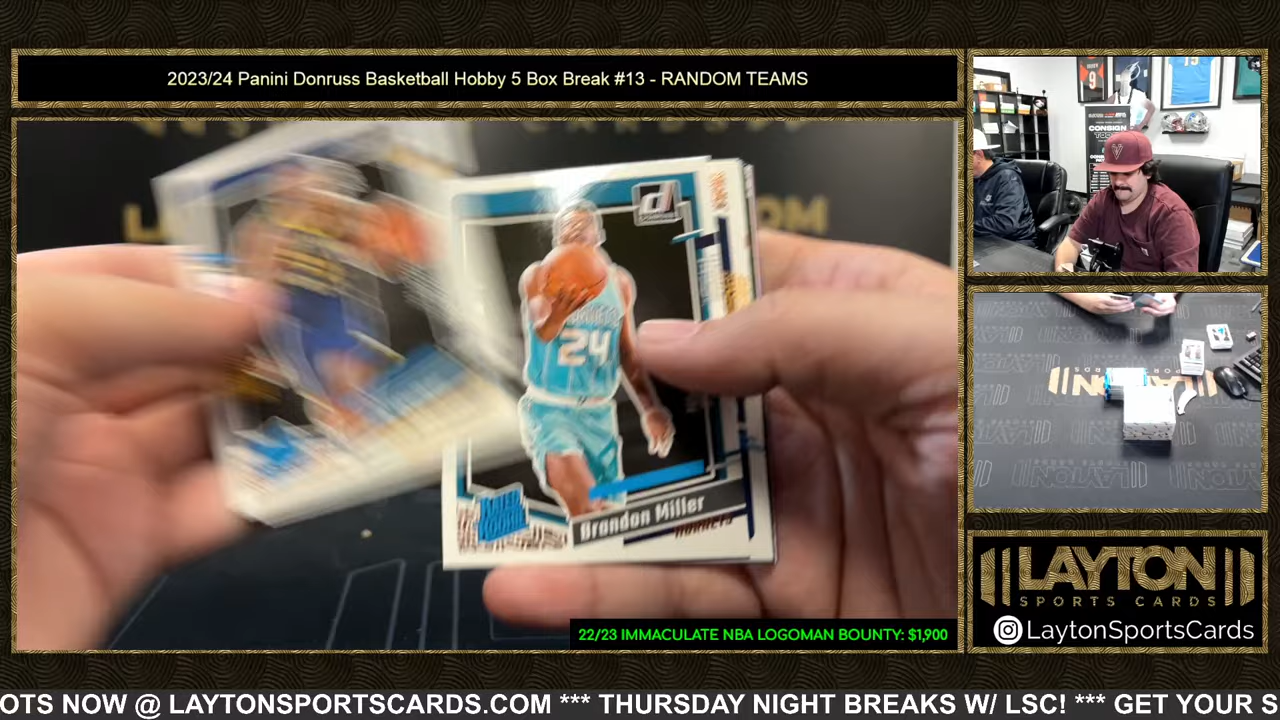 2023/24 Panini Donruss Basketball Hobby 5 Box Break #13 - RANDOM TEAMS
24
RATED ROOKIE
Brandon Miller
Hornets
22/23 IMMACULATE NBA LOGOMAN BOUNTY: $1,900
CONSIGN
LAYTON
SPORTS CARDS
LaytonSportsCards
OTS NOW @ LAYTONSPORTSCARDS.COM *** THURSDAY NIGHT BREAKS W/ LSC! *** GET YOUR S